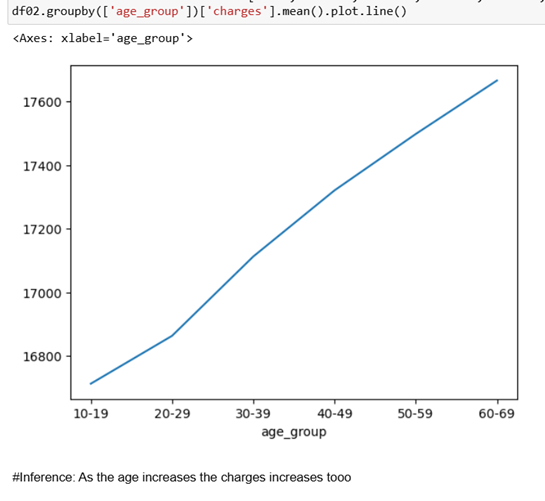 df02.groupby(['age_group'])['charges'].mean().plot.line()
<Axes: xlabel='age_group'>
17600
17400
17200
17000
16800
10-19 20-29 30-39 40-49 50-59 60-69
age_group
#Inference: As the age increases the charges increases tooo